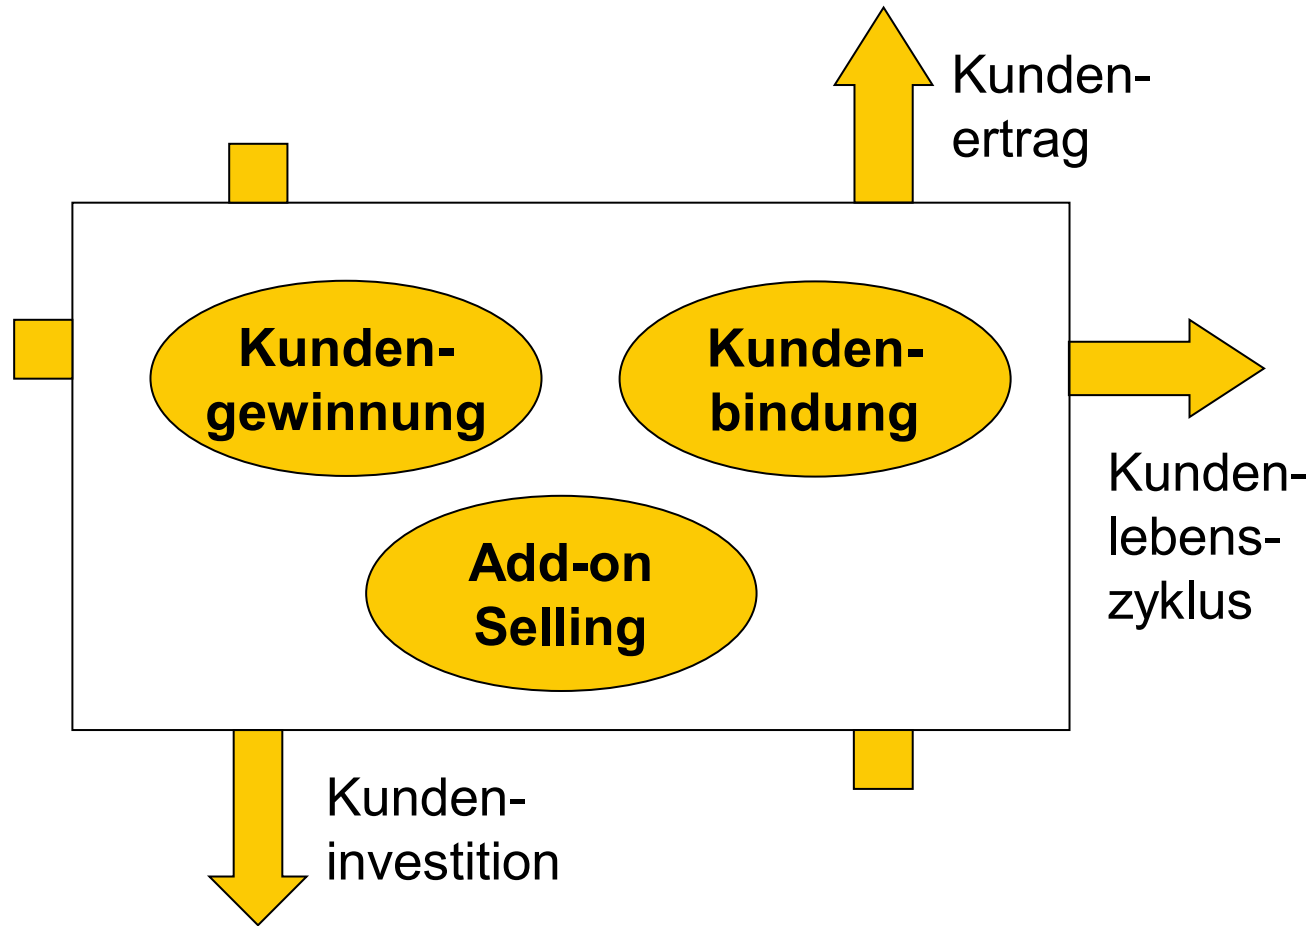 Kunden-
ertrag
Kunden-
gewinnung
Kunden-
bindung
Kunden-
lebens-
zyklus
Add-on
Selling
Kunden-
investition